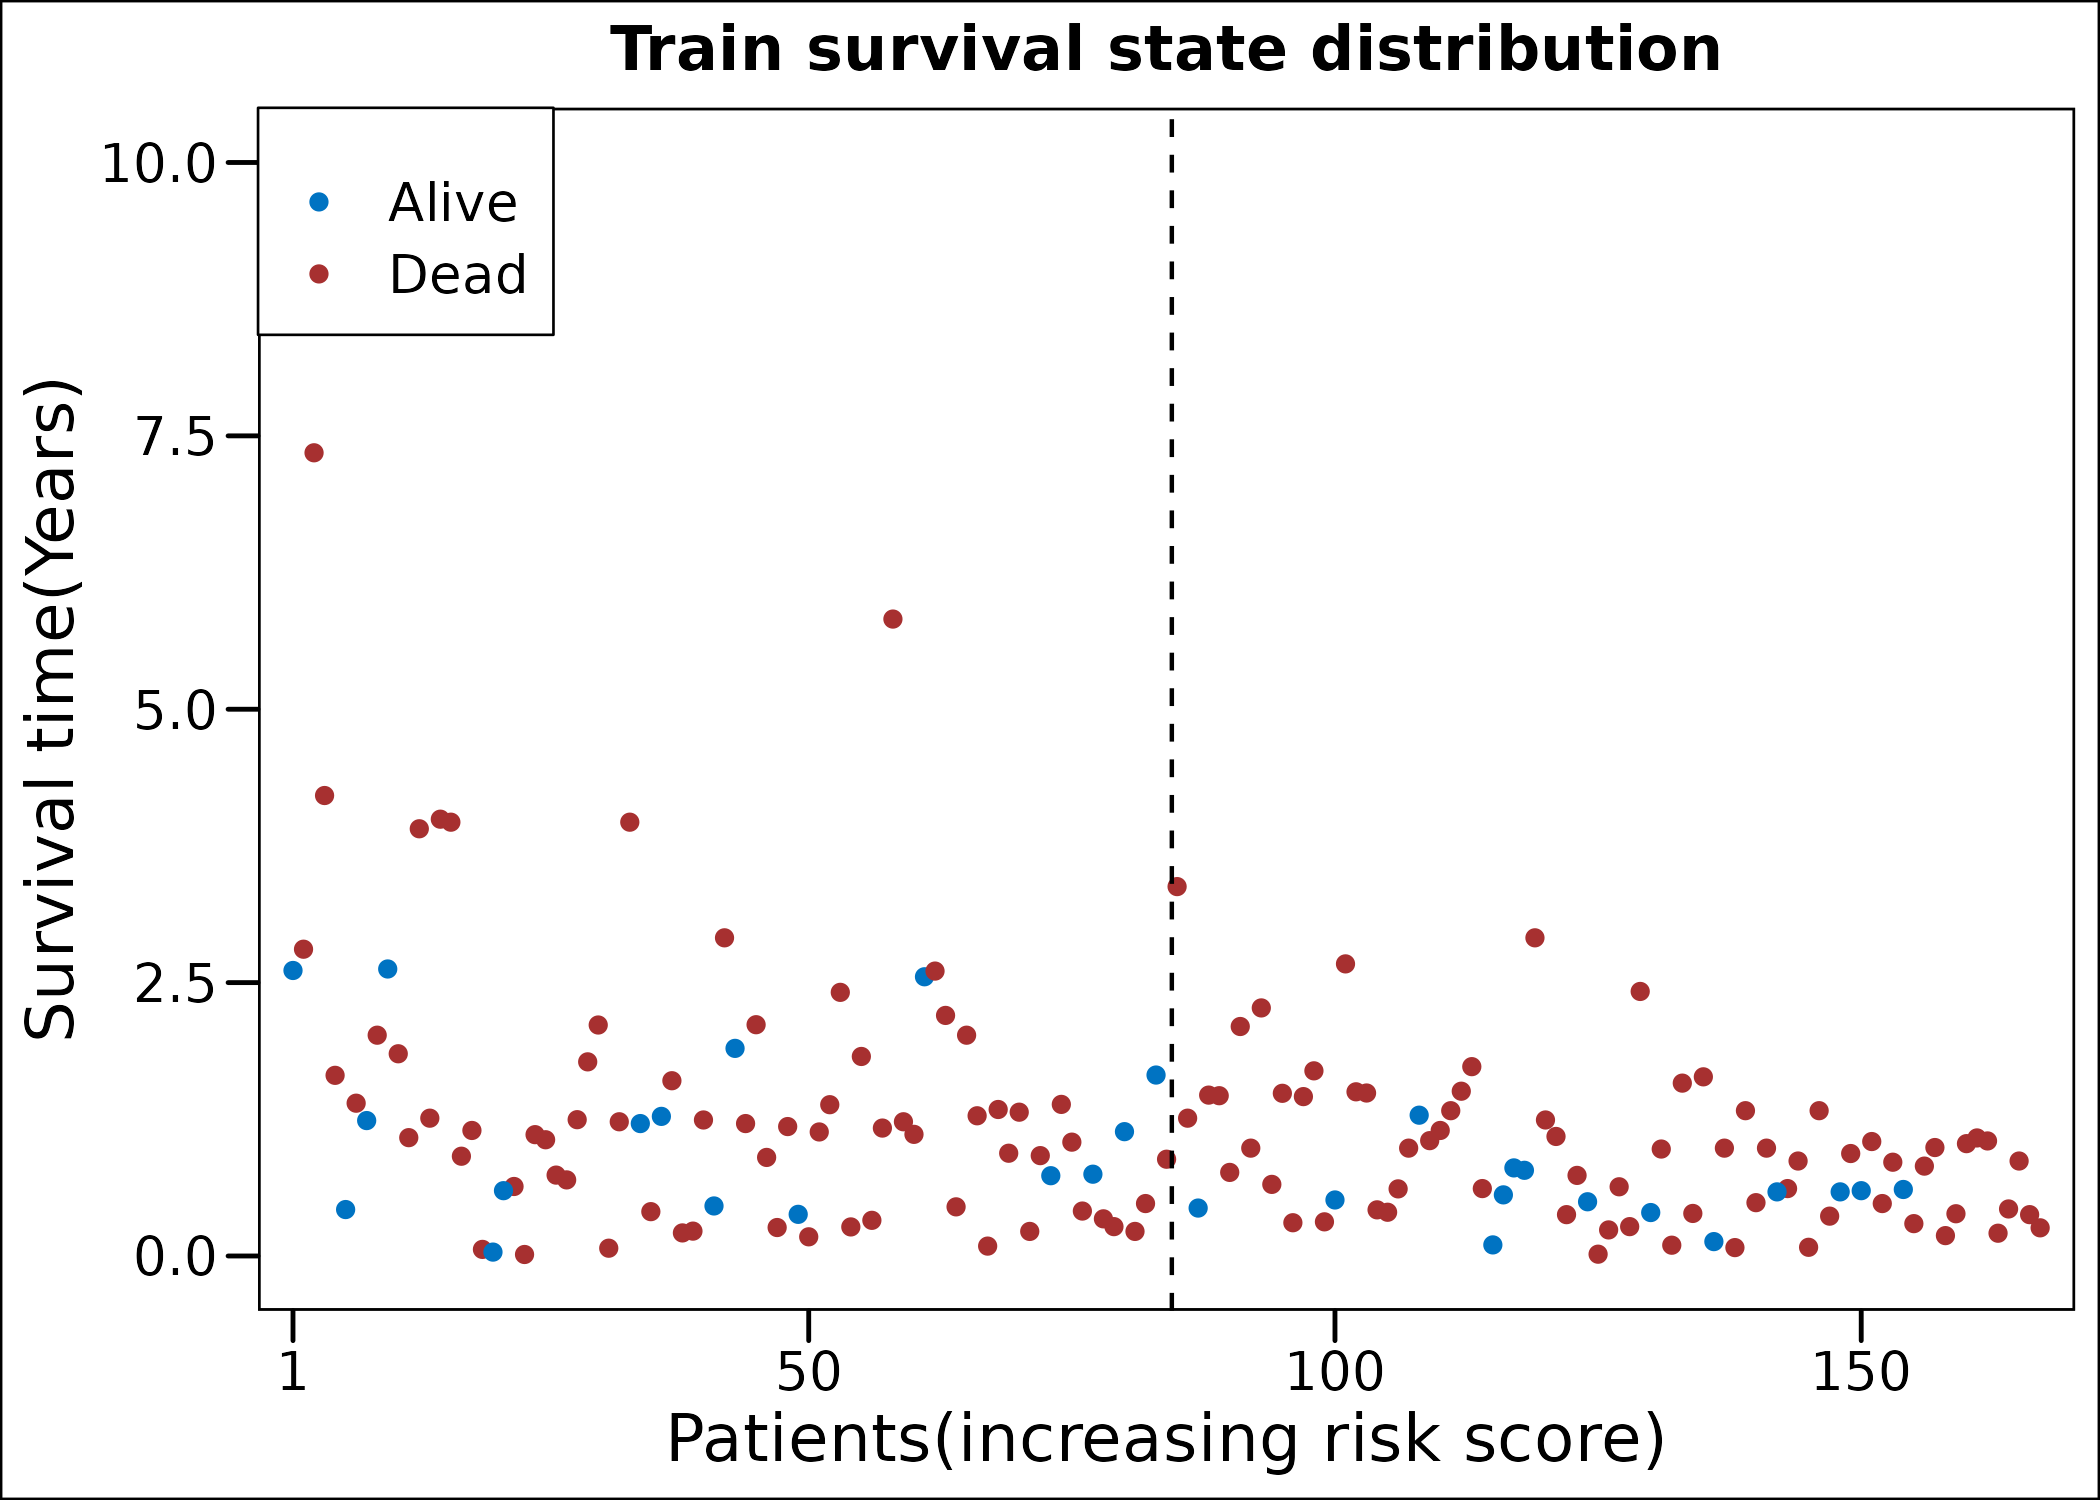 Train survival state distribution
Alive
Dead
10.0
7.5
5.0
2.5
0.0
Survival time(Years)
1 50 100 150
Patients(increasing risk score)